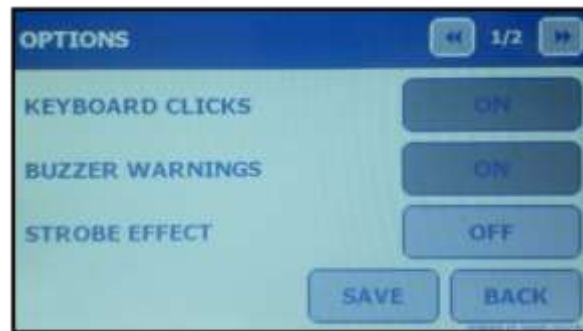 OPTIONS 1/2
KEYBOARD CLICKS ON
BUZZER WARNINGS ON
STROBE EFFECT OFF
SAVE BACK